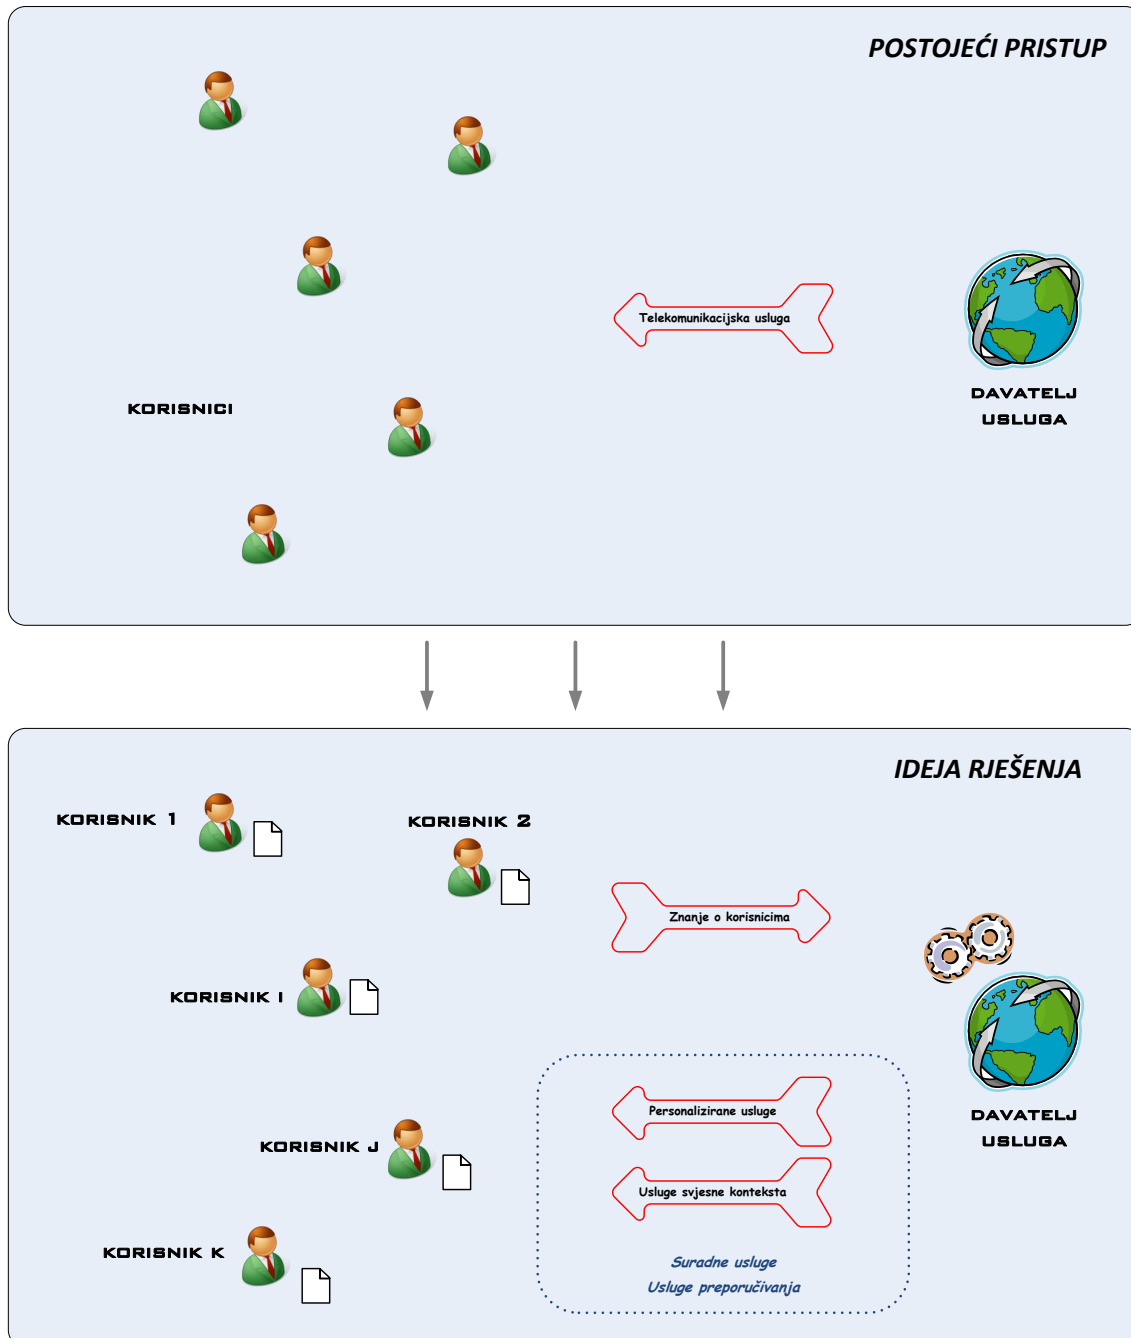 POSTOJEĆI PRISTUP
Telekomunikacijska usluga
KORISNICI
DAVATELJ
USLUGA
IDEJA RJEŠENJA
KORISNIK 1
KORISNIK 2
Znanje o korisnicima
KORISNIK I
Personalizirane usluge
DAVATELJ
USLUGA
KORISNIK J
Usluge svjesne konteksta
KORISNIK K
Suradne usluge
Usluge preporučivanja